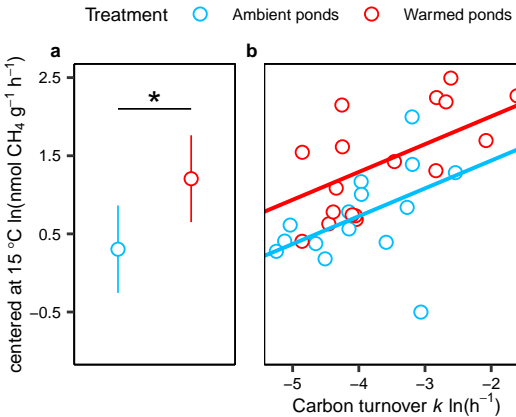 Treatment Ambient ponds Warmed ponds
a b
centered at 15 °C ln(nmol CH₄ g⁻¹ h⁻¹)
2.5
1.5
0.5
−0.5
*
−5 −4 −3 −2
Carbon turnover k ln(h⁻¹)